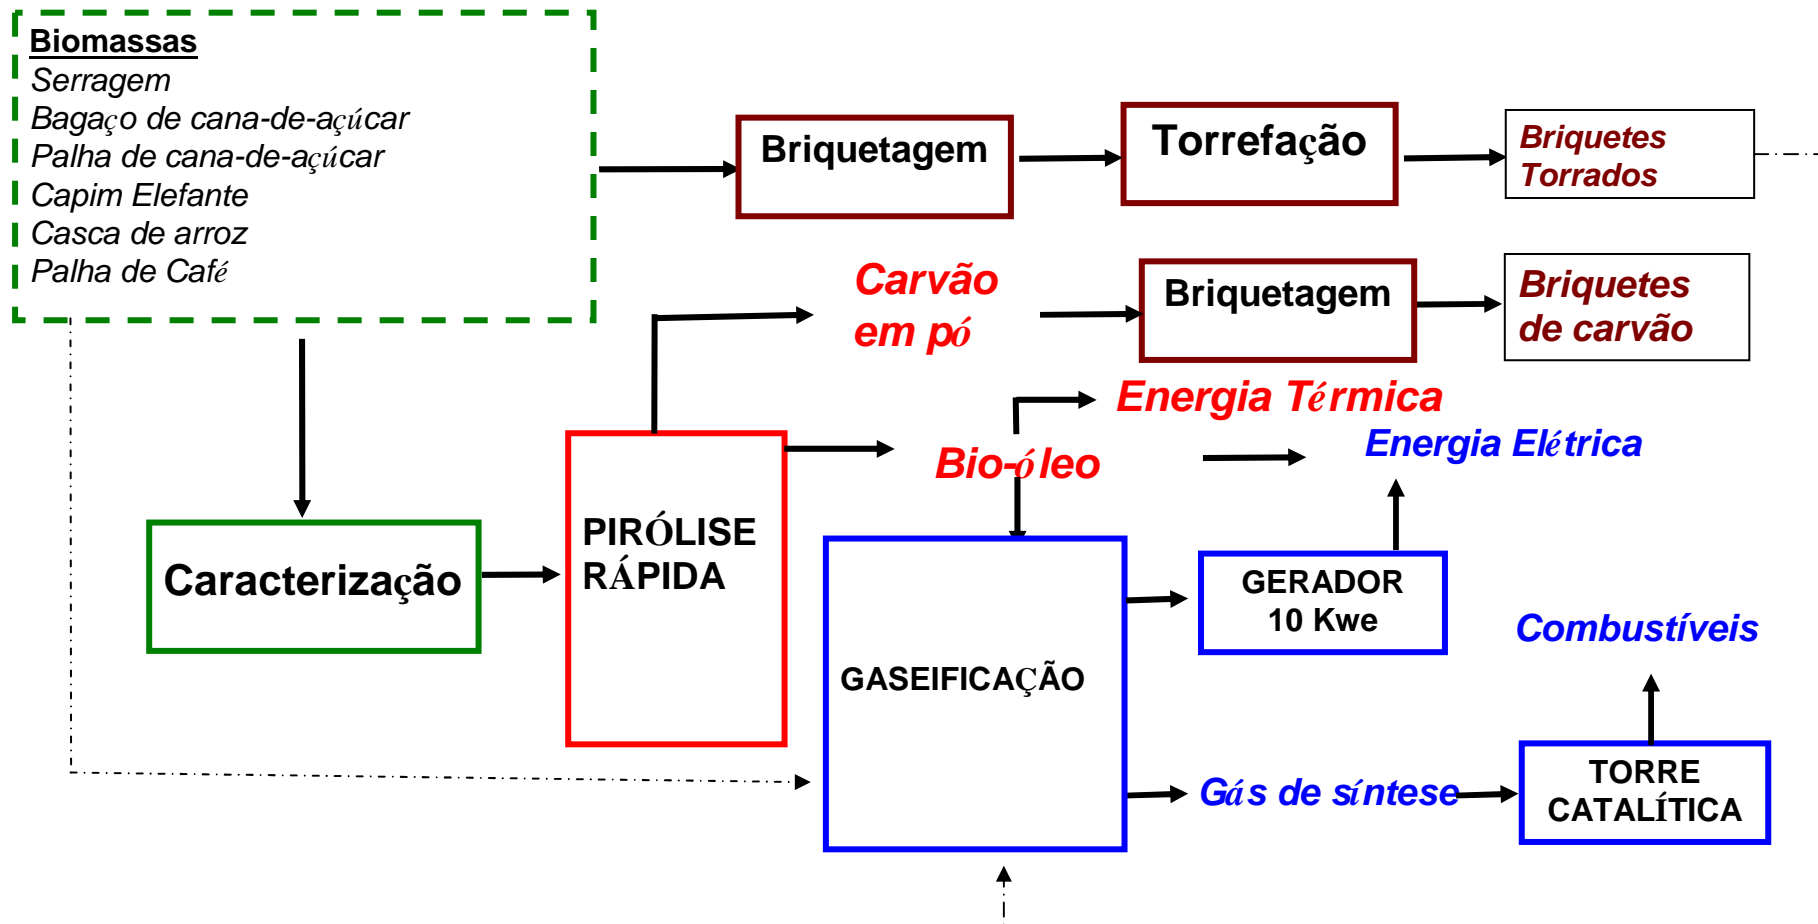 Biomassas
Serragem
Bagaço de cana-de-açúcar
Palha de cana-de-açúcar
Capim Elefante
Casca de arroz
Palha de Café
Briquetagem
Torrefação
Briquetes
Torrados
Carvão
em pó
Briquetagem
Briquetes
de carvão
Energia Térmica
Bio-óleo
Energia Elétrica
Caracterização
PIRÓLISE
RÁPIDA
GASEIFICAÇÃO
GERADOR
10 Kwe
Combustíveis
Gás de síntese
TORRE
CATALÍTICA